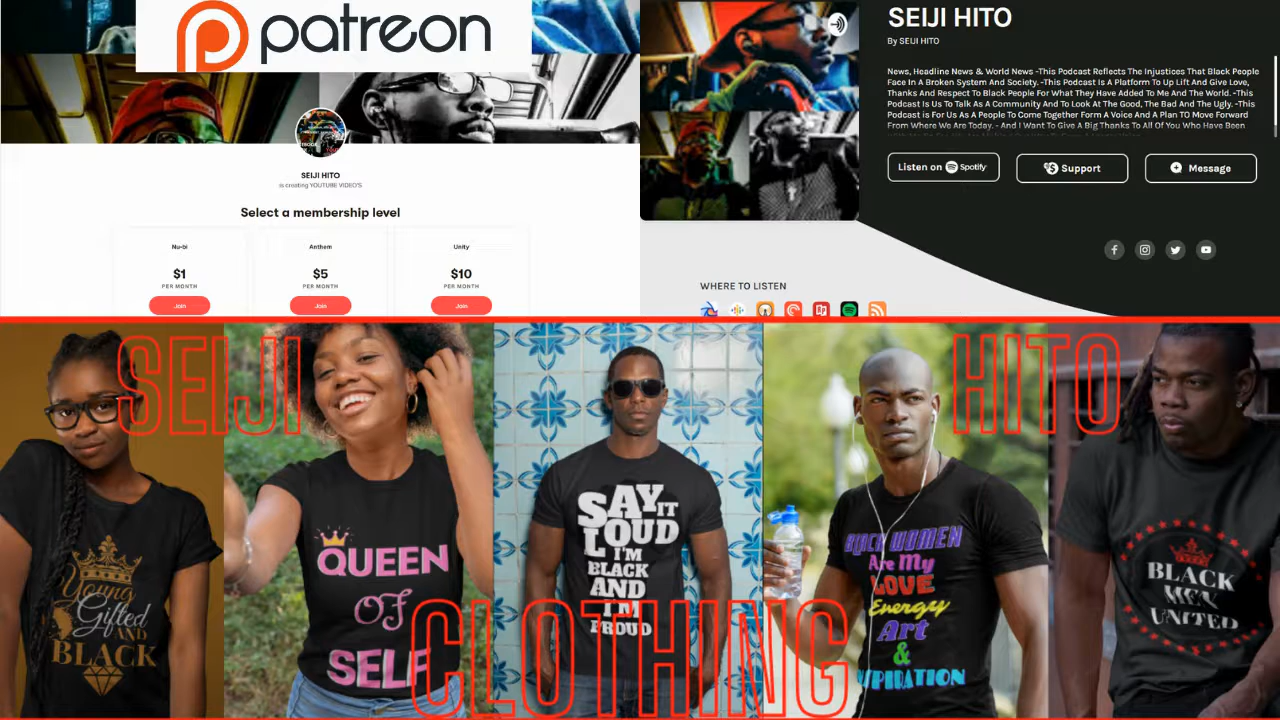 patreon
SEIJI HITO
is creating YOUTUBE VIDEO'S
Select a membership level
Nu-bi
$1
PER MONTH
Join
Anthem
$5
PER MONTH
Join
Unity
$10
PER MONTH
Join
SEIJI HITO
By SEIJI HITO
News, Headline News & World News -This Podcast Reflects The Injustices That Black People
Face In A Broken System And Society. -This Podcast Is A Platform To Up Lift And Give Love,
Thanks And Respect To Black People For What They Have Added To Me And The World. -This
Podcast Is Us To Talk As A Community And To Look At The Good, The Bad And The Ugly. -This
Podcast is For Us As A People To Come Together Form A Voice And A Plan TO Move Forward
From Where We Are Today. - And I Want To Give A Big Thanks To All Of You Who Have Been
Listen on Spotify
Support
Message
WHERE TO LISTEN
SEIJI
HITO
CLOTHING
Young
Gifted
AND
BLACK
QUEEN
OF
SELF
SAY IT
LOUD
I'M
BLACK
AND
I'M
PROUD
BLACK WOMEN
Are My
LOVE
Energy
Art
&
INSPIRATION
BLACK
MEN
UNITED